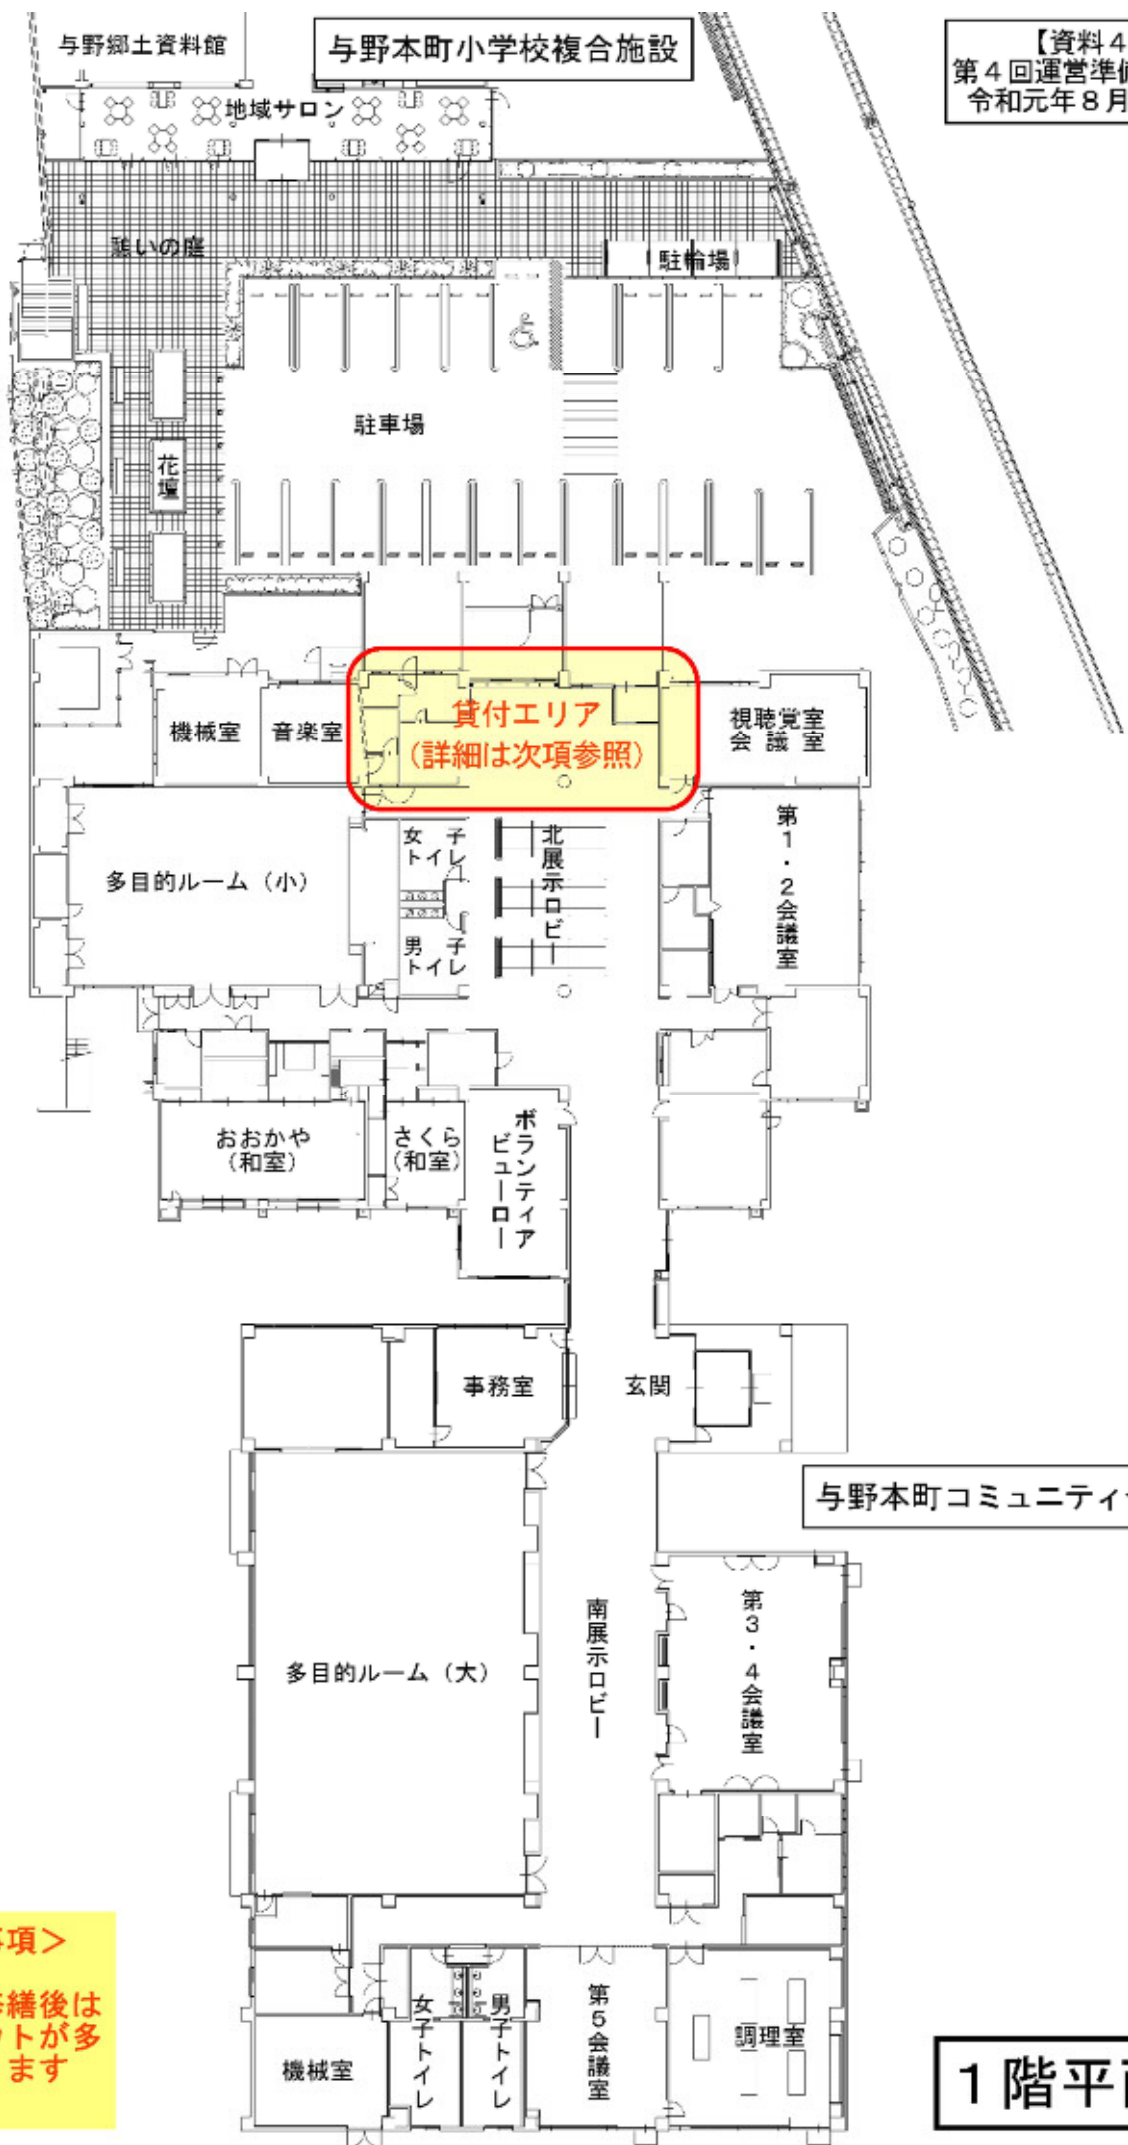 与野郷土資料館
与野本町小学校複合施設
【資料４
第４回運営準備
令和元年８月
地域サロン
憩いの庭
駐輪場
駐車場
花壇
機械室
音楽室
貸付エリア
（詳細は次項参照）
視聴覚室
会議室
多目的ルーム（小）
女子
トイレ
男子
トイレ
北展示ロビー
第１・２会議室
おおかや
（和室）
さくら
（和室）
ボランティア
ビューロー
事務室
玄関
与野本町コミュニティ
多目的ルーム（大）
南展示ロビー
第３・４会議室
項＞
繕後は
トが多
ます
機械室
女子トイレ
男子トイレ
第５会議室
調理室
１階平